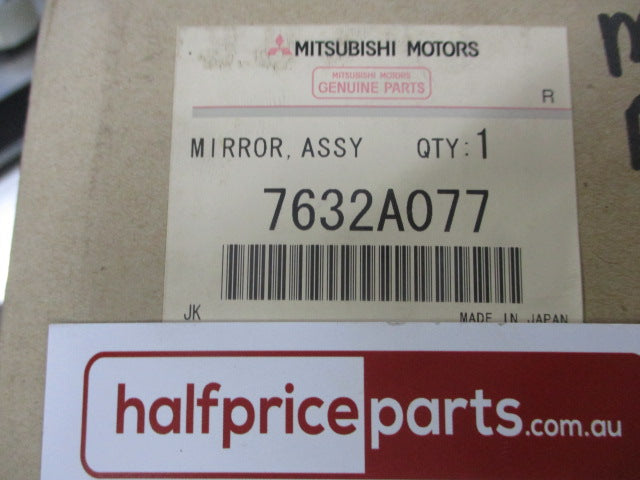 MITSUBISHI MOTORS
MITSUBISHI MOTORS
GENUINE PARTS
R
MIRROR, ASSY QTY:1
7632A077
JK MADE IN JAPAN
halfpriceparts.com.au